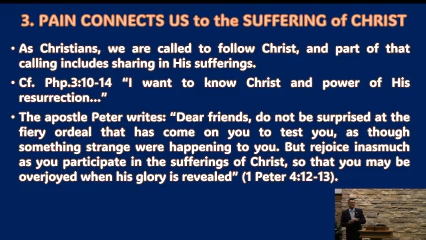 3. PAIN CONNECTS US to the SUFFERING of CHRIST
• As Christians, we are called to follow Christ, and part of that
calling includes sharing in His sufferings.
• Cf. Php.3:10-14 “I want to know Christ and power of His
resurrection...”
• The apostle Peter writes: “Dear friends, do not be surprised at the
fiery ordeal that has come on you to test you, as though
something strange were happening to you. But rejoice inasmuch
as you participate in the sufferings of Christ, so that you may be
overjoyed when his glory is revealed” (1 Peter 4:12-13).